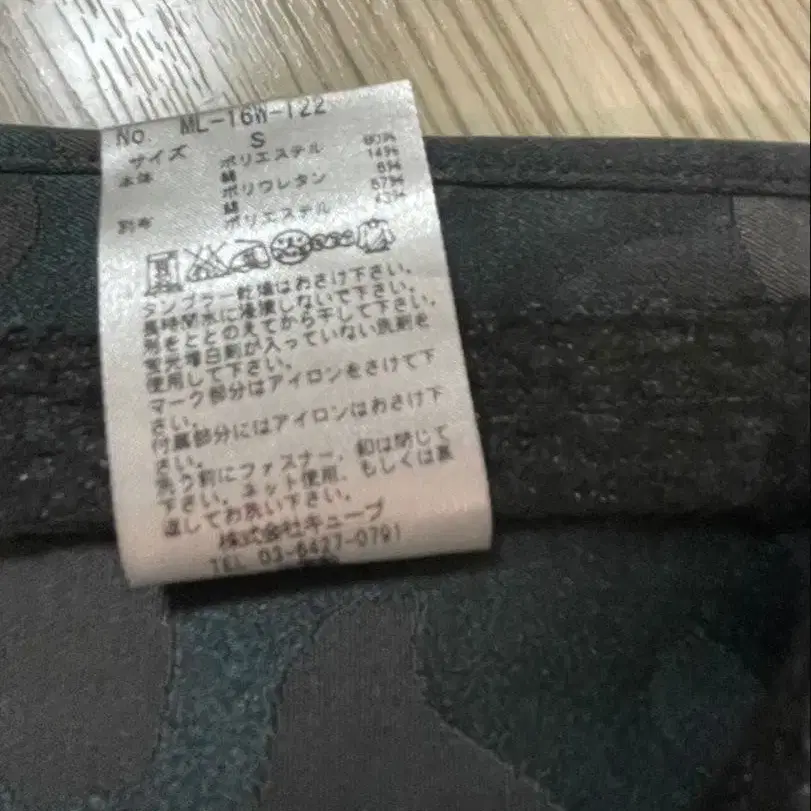 No. ML-16W-122
サイズ S
本体 ポリエステル 80%
綿 14%
ポリウレタン 6%
別布 綿 57%
ポリエステル 43%
タンブラー乾燥はおさけ下さい。
長時間水に浸漬しないで下さい。
形をととのえてから干して下さい。
蛍光増白剤が入っていない洗剤を
使用して下さい。
マーク部分はアイロンをさけて下
さい。
付属部分にはアイロンはおさけ下
さい。
洗う前にファスナー、釦は閉じて
下さい。ネット使用、もしくは裏
返してお洗い下さい。
株式会社キューブ
TEL 03-6427-0791